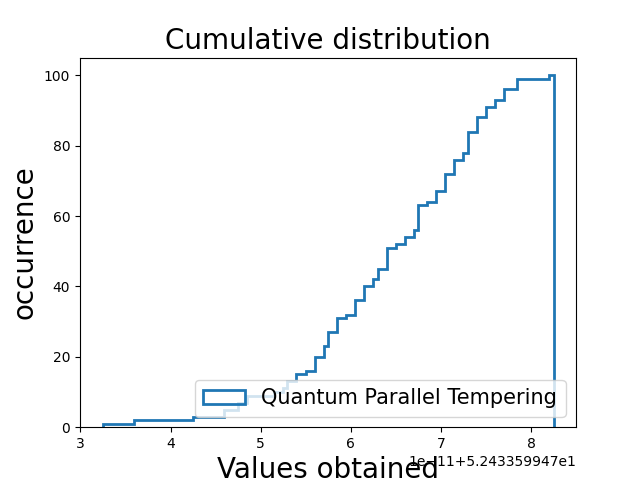 Cumulative distribution
100
80
60
40
20
0
occurrence
Quantum Parallel Tempering
3 4 5 6 7 8
1e−11+5.243359947e1
Values obtained